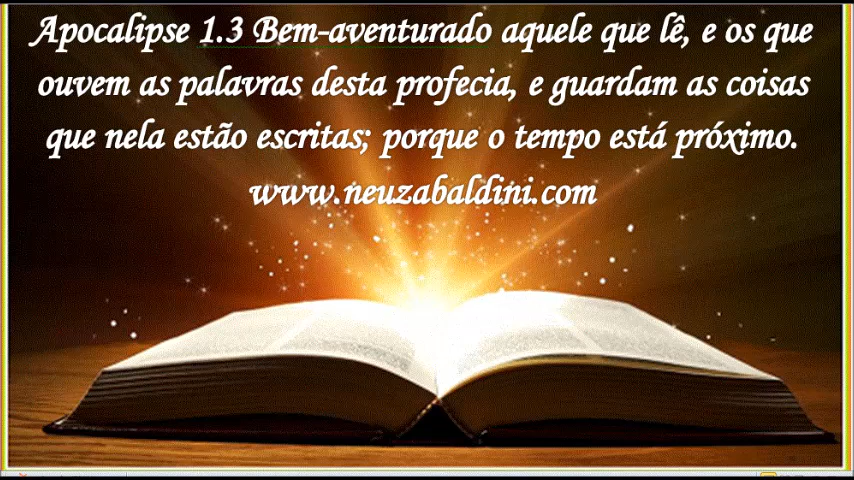 Apocalipse 1.3 Bem-aventurado aquele que lê, e os que
ouvem as palavras desta profecia, e guardam as coisas
que nela estão escritas; porque o tempo está próximo.
www.neuzabaldini.com